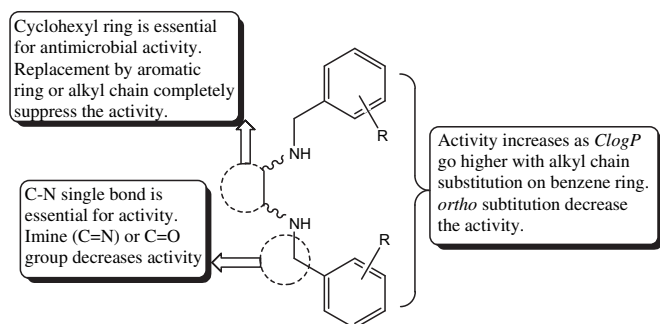 Cyclohexyl ring is essential
for antimicrobial activity.
Replacement by aromatic
ring or alkyl chain completely
suppress the activity.
R
NH
Activity increases as ClogP
go higher with alkyl chain
substitution on benzene ring.
ortho subtitution decrease
the activity.
C-N single bond is
essential for activity.
Imine (C=N) or C=O
group decreases activity
NH
R